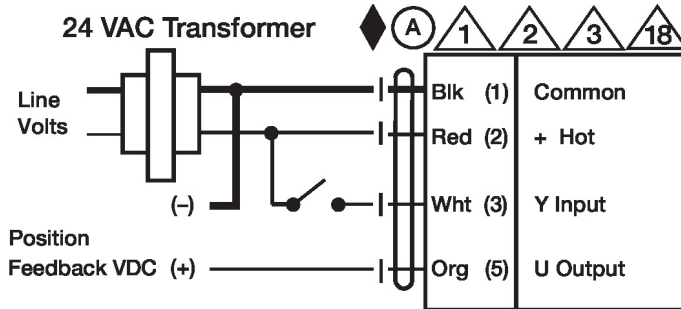 24 VAC Transformer
A 1 2 3 18
Line
Volts
Blk (1) Common
Red (2) + Hot
(–) Wht (3) Y Input
Position
Feedback VDC (+) Org (5) U Output